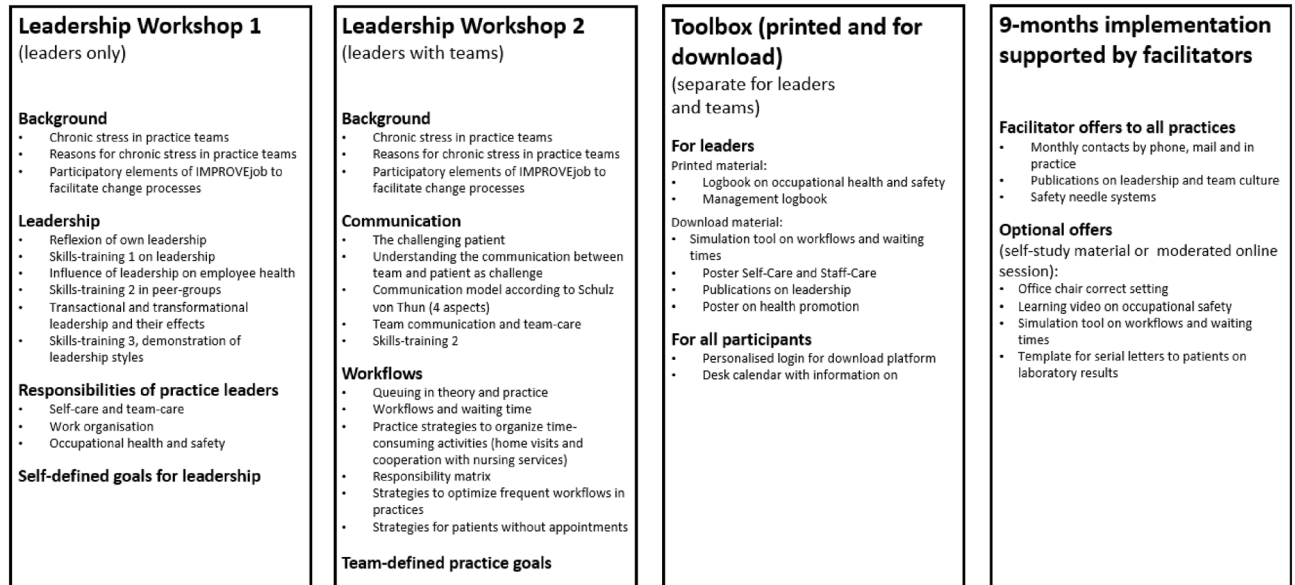 Leadership Workshop 1
(leaders only)
Background
• Chronic stress in practice teams
• Reasons for chronic stress in practice teams
• Participatory elements of IMPROVEjob to
facilitate change processes
Leadership
• Reflexion of own leadership
• Skills-training 1 on leadership
• Influence of leadership on employee health
• Skills-training 2 in peer-groups
• Transactional and transformational
leadership and their effects
• Skills-training 3, demonstration of
leadership styles
Responsibilities of practice leaders
• Self-care and team-care
• Work organisation
• Occupational health and safety
Self-defined goals for leadership
Leadership Workshop 2
(leaders with teams)
Background
• Chronic stress in practice teams
• Reasons for chronic stress in practice teams
• Participatory elements of IMPROVEjob to
facilitate change processes
Communication
• The challenging patient
• Understanding the communication between
team and patient as challenge
• Communication model according to Schulz
von Thun (4 aspects)
• Team communication and team-care
• Skills-training 2
Workflows
• Queuing in theory and practice
• Workflows and waiting time
• Practice strategies to organize time-
consuming activities (home visits and
cooperation with nursing services)
• Responsibility matrix
• Strategies to optimize frequent workflows in
practices
• Strategies for patients without appointments
Team-defined practice goals
Toolbox (printed and for
download)
(separate for leaders
and teams)
For leaders
Printed material:
• Logbook on occupational health and safety
• Management logbook
Download material:
• Simulation tool on workflows and waiting
times
• Poster Self-Care and Staff-Care
• Publications on leadership
• Poster on health promotion
For all participants
• Personalised login for download platform
• Desk calendar with information on
9-months implementation
supported by facilitators
Facilitator offers to all practices
• Monthly contacts by phone, mail and in
practice
• Publications on leadership and team culture
• Safety needle systems
Optional offers
(self-study material or moderated online
session):
• Office chair correct setting
• Learning video on occupational safety
• Simulation tool on workflows and waiting
times
• Template for serial letters to patients on
laboratory results